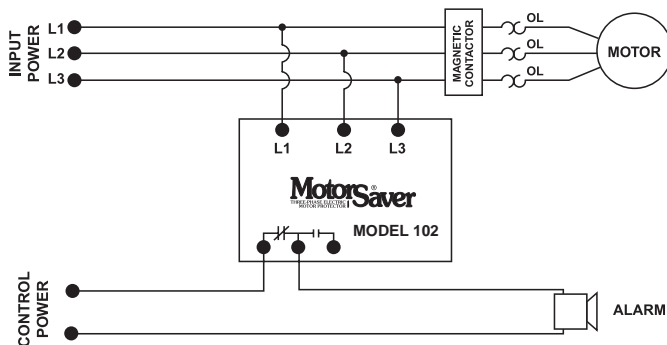 INPUT
POWER
L1
L2
L3
MAGNETIC
CONTACTOR
OL
OL
OL
MOTOR
L1
L2
L3
MotorSaver®
THREE-PHASE ELECTRIC
MOTOR PROTECTOR
MODEL 102
CONTROL
POWER
ALARM